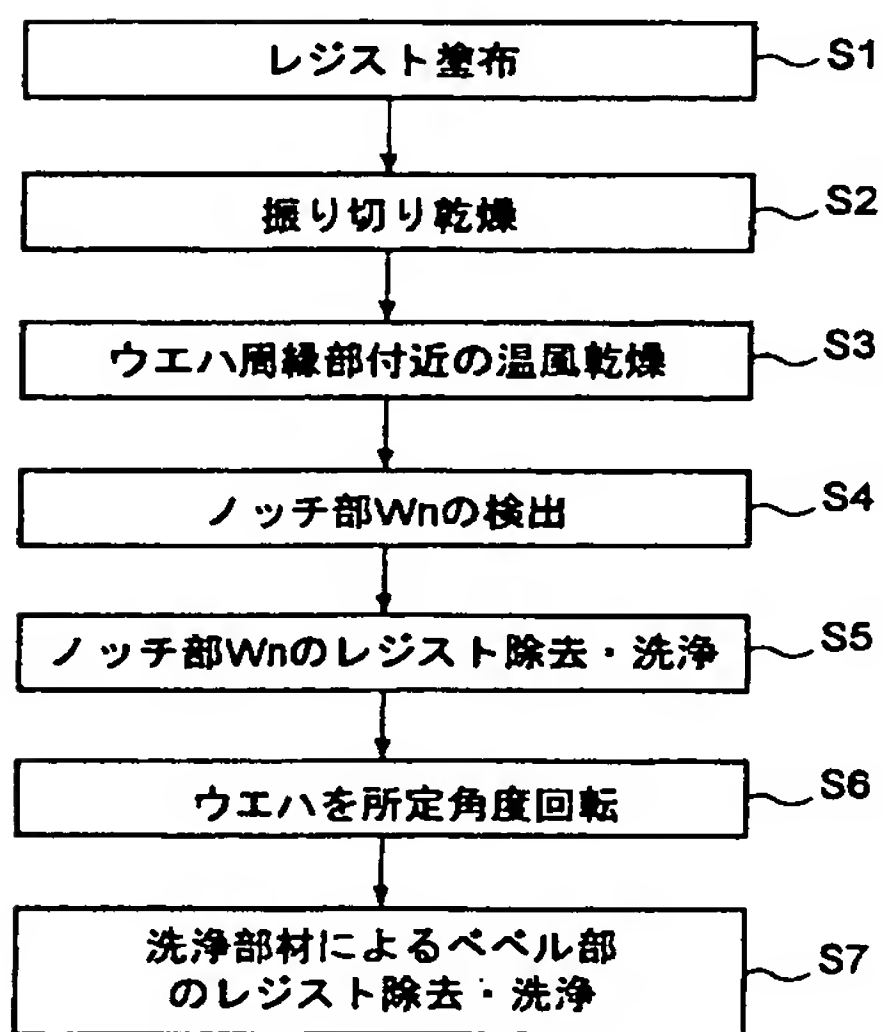 レジスト塗布
S1
振り切り乾燥
S2
ウエハ周縁部付近の温風乾燥
S3
ノッチ部Wnの検出
S4
ノッチ部Wnのレジスト除去・洗浄
S5
ウエハを所定角度回転
S6
洗浄部材によるベベル部
のレジスト除去・洗浄
S7